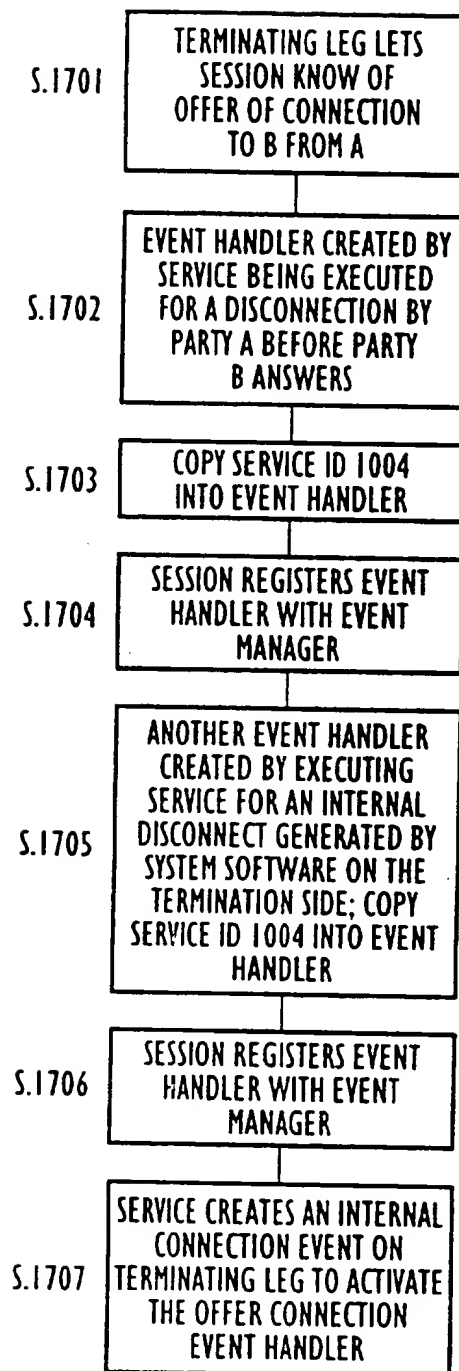 S.1701
TERMINATING LEG LETS
SESSION KNOW OF
OFFER OF CONNECTION
TO B FROM A
S.1702
EVENT HANDLER CREATED BY
SERVICE BEING EXECUTED
FOR A DISCONNECTION BY
PARTY A BEFORE PARTY
B ANSWERS
S.1703
COPY SERVICE ID 1004
INTO EVENT HANDLER
S.1704
SESSION REGISTERS EVENT
HANDLER WITH EVENT
MANAGER
S.1705
ANOTHER EVENT HANDLER
CREATED BY EXECUTING
SERVICE FOR AN INTERNAL
DISCONNECT GENERATED BY
SYSTEM SOFTWARE ON THE
TERMINATION SIDE; COPY
SERVICE ID 1004 INTO EVENT
HANDLER
S.1706
SESSION REGISTERS EVENT
HANDLER WITH EVENT
MANAGER
S.1707
SERVICE CREATES AN INTERNAL
CONNECTION EVENT ON
TERMINATING LEG TO ACTIVATE
THE OFFER CONNECTION
EVENT HANDLER